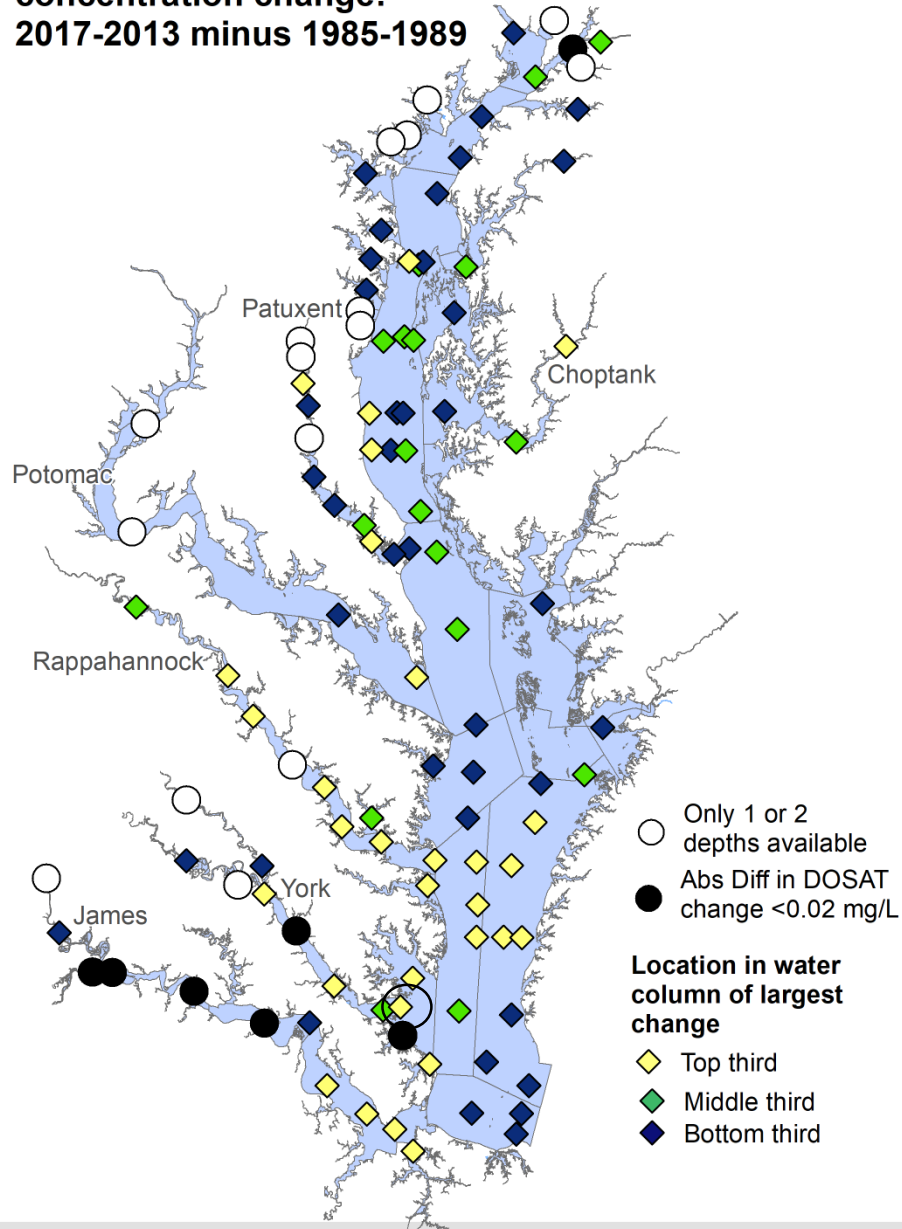 concentration change:
2017-2013 minus 1985-1989
Patuxent
Choptank
Potomac
Rappahannock
York
James
Only 1 or 2
depths available
Abs Diff in DOSAT
change <0.02 mg/L
Location in water
column of largest
change
Top third
Middle third
Bottom third